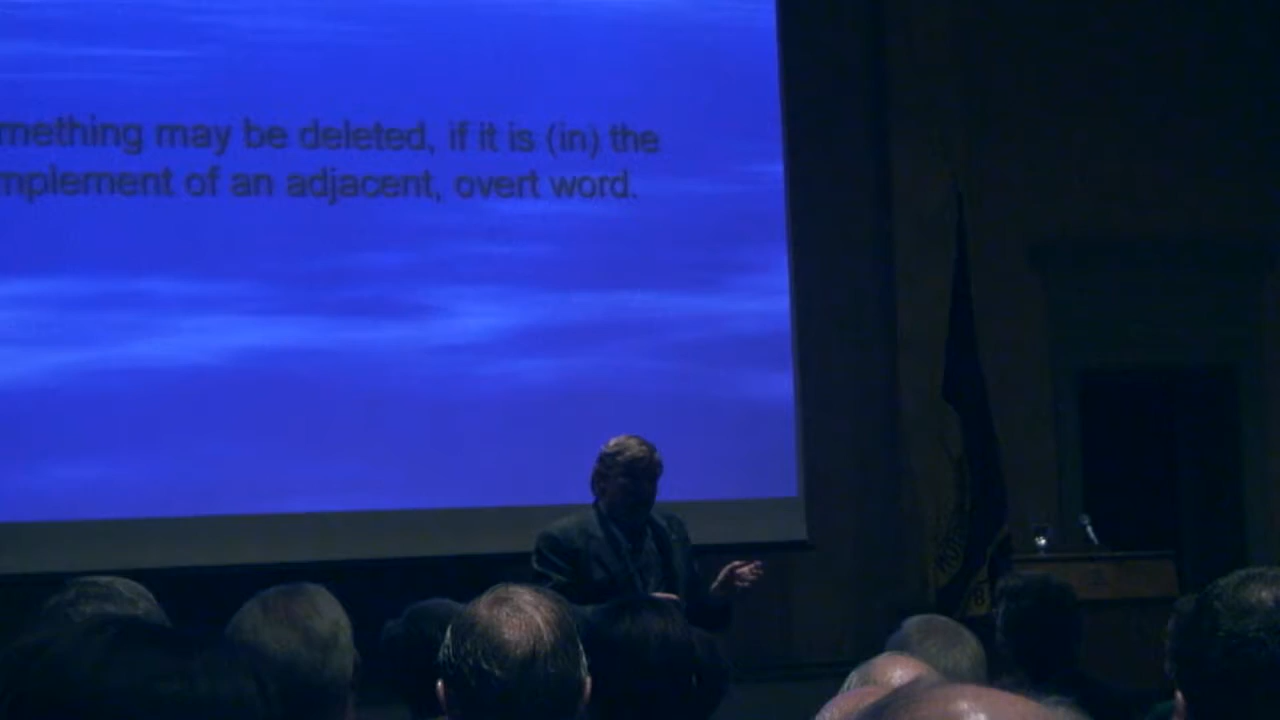 mething may be deleted, if it is (in) the
mplement of an adjacent, overt word.